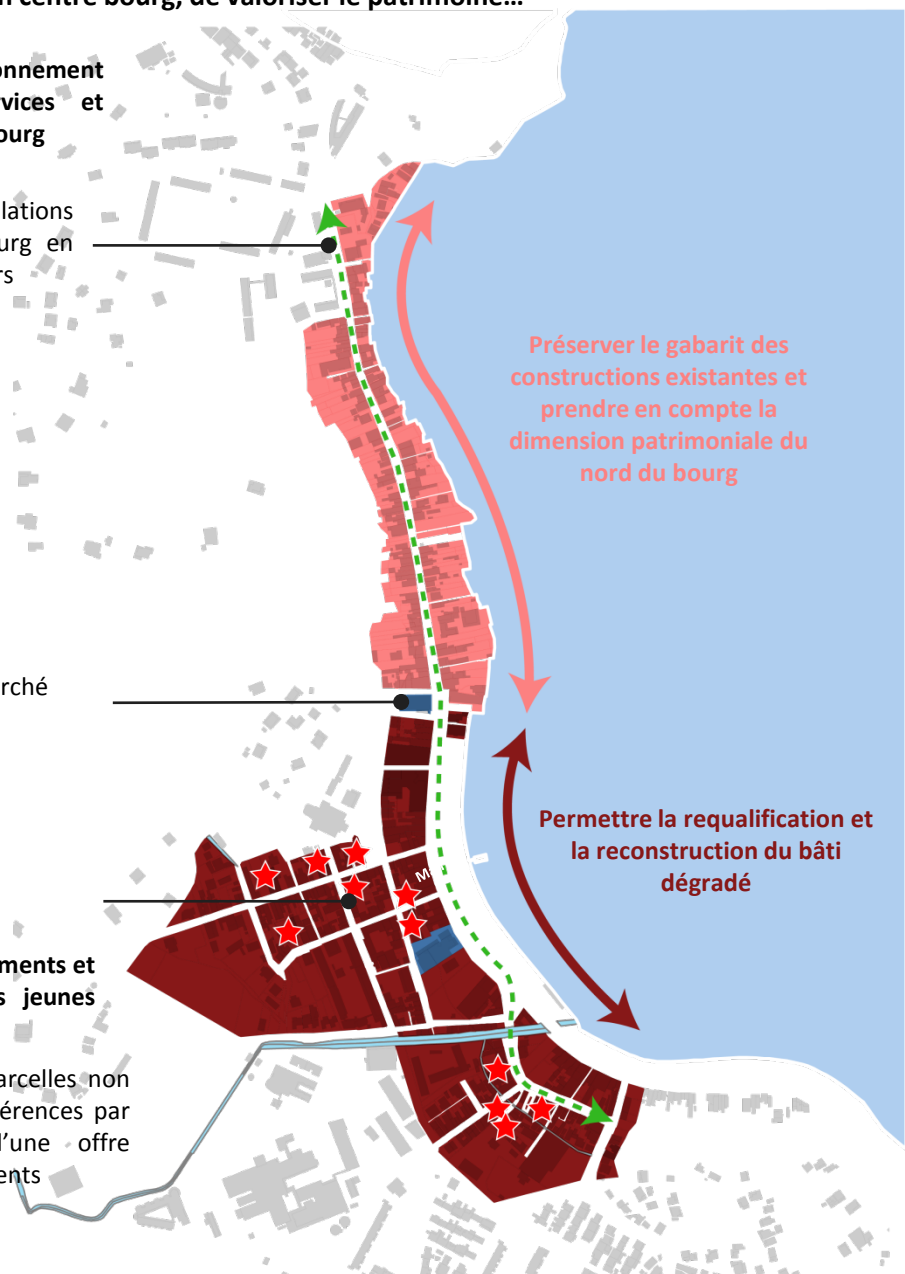 n centre bourg, de valoriser le patrimoine…
onnement
vices et
ourg
lations
urg en
rs
Préserver le gabarit des
constructions existantes et
prendre en compte la
dimension patrimoniale du
nord du bourg
rché
Permettre la requalification et
la reconstruction du bâti
dégradé
M
ments et
s jeunes
arcelles non
férences par
l’une offre
ents